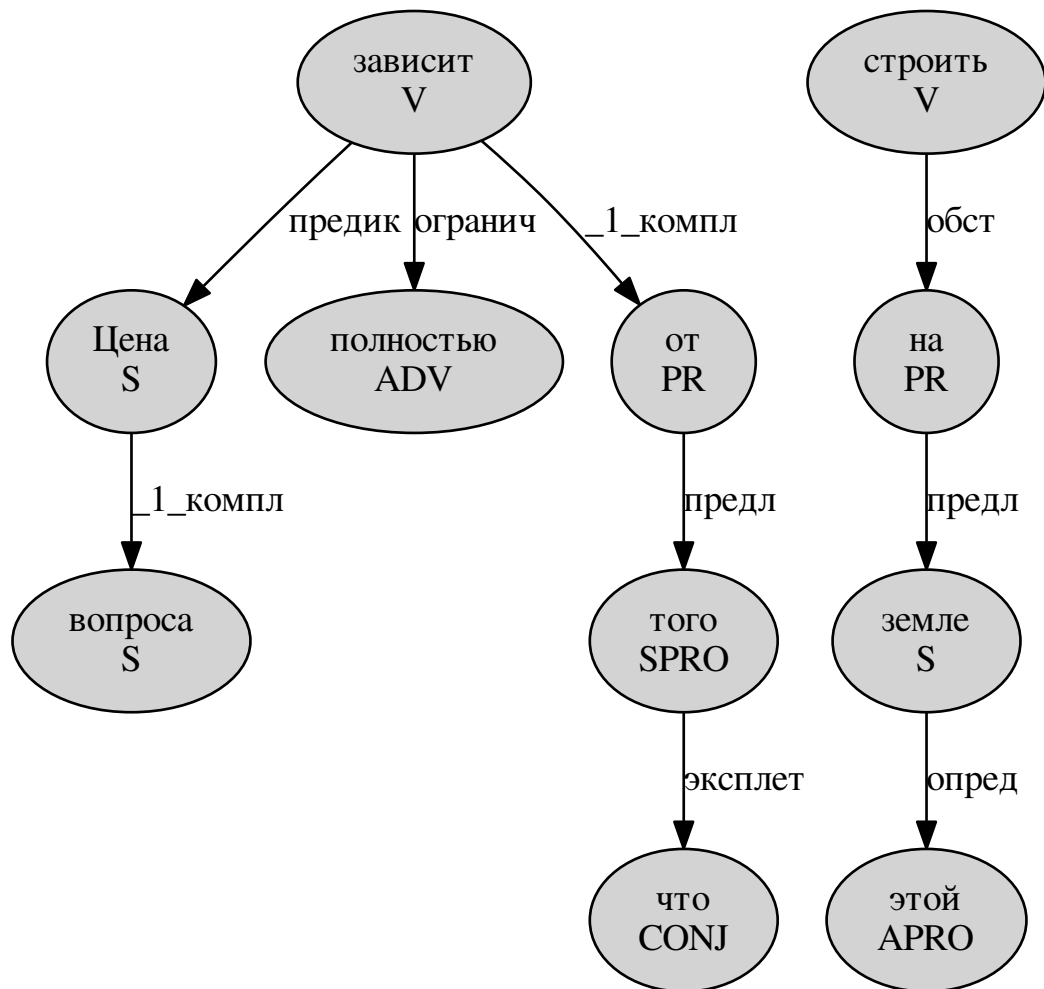 зависит
V
строить
V
предик
огранич
_1_компл
обст
Цена
S
полностью
ADV
от
PR
на
PR
_1_компл
предл
предл
вопроса
S
того
SPRO
земле
S
эксплет
опред
что
CONJ
этой
APRO